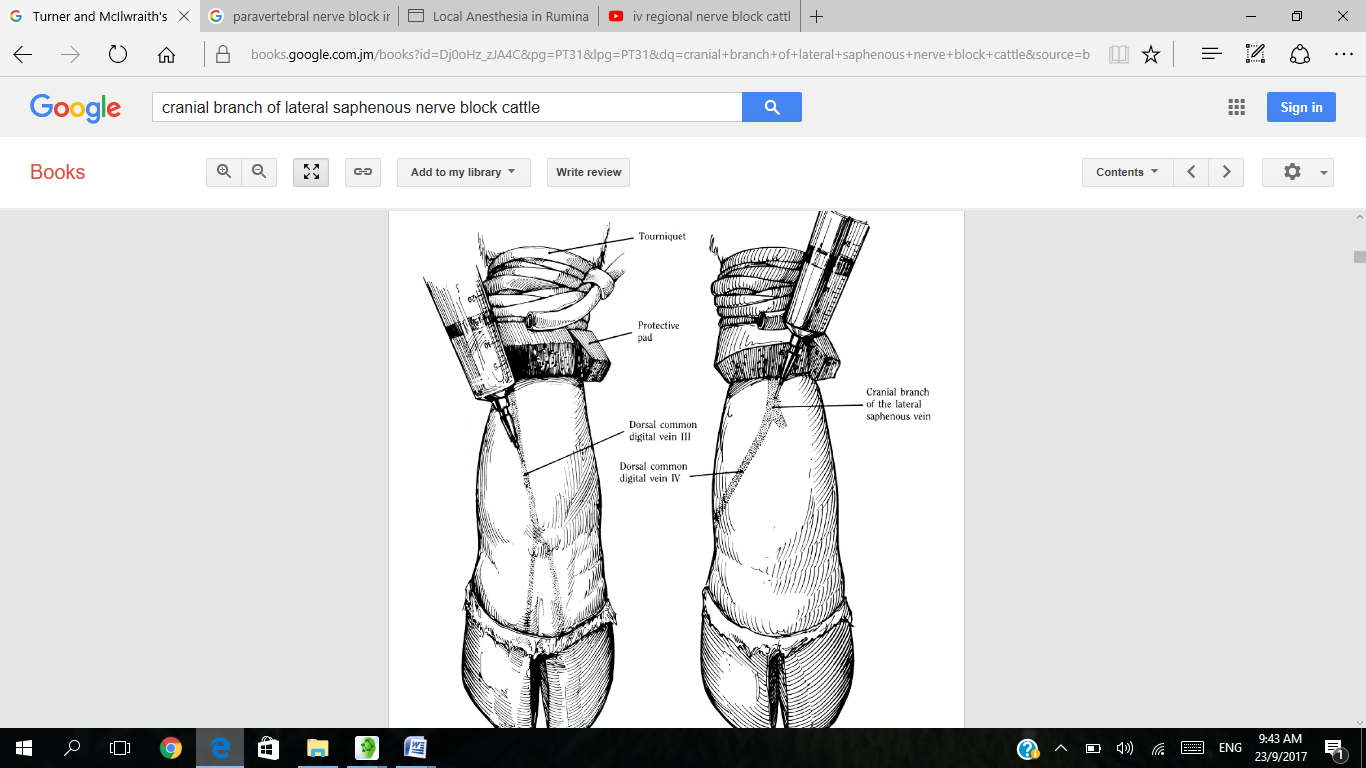 Turner and McIlwraith's
paravertebral nerve block in
Local Anesthesia in Rumina
iv regional nerve block cattl
books.google.com.jm/books?id=Dj0oHz_zJA4C&pg=PT31&lpg=PT31&dq=cranial+branch+of+lateral+saphenous+nerve+block+cattle&source=b
Google
cranial branch of lateral saphenous nerve block cattle
Sign in
Books
Add to my library
Write review
Contents
Tourniquet
Protective
pad
Cranial branch
of the lateral
saphenous vein
Dorsal common
digital vein III
Dorsal common
digital vein IV
ENG
9:43 AM
23/9/2017
1